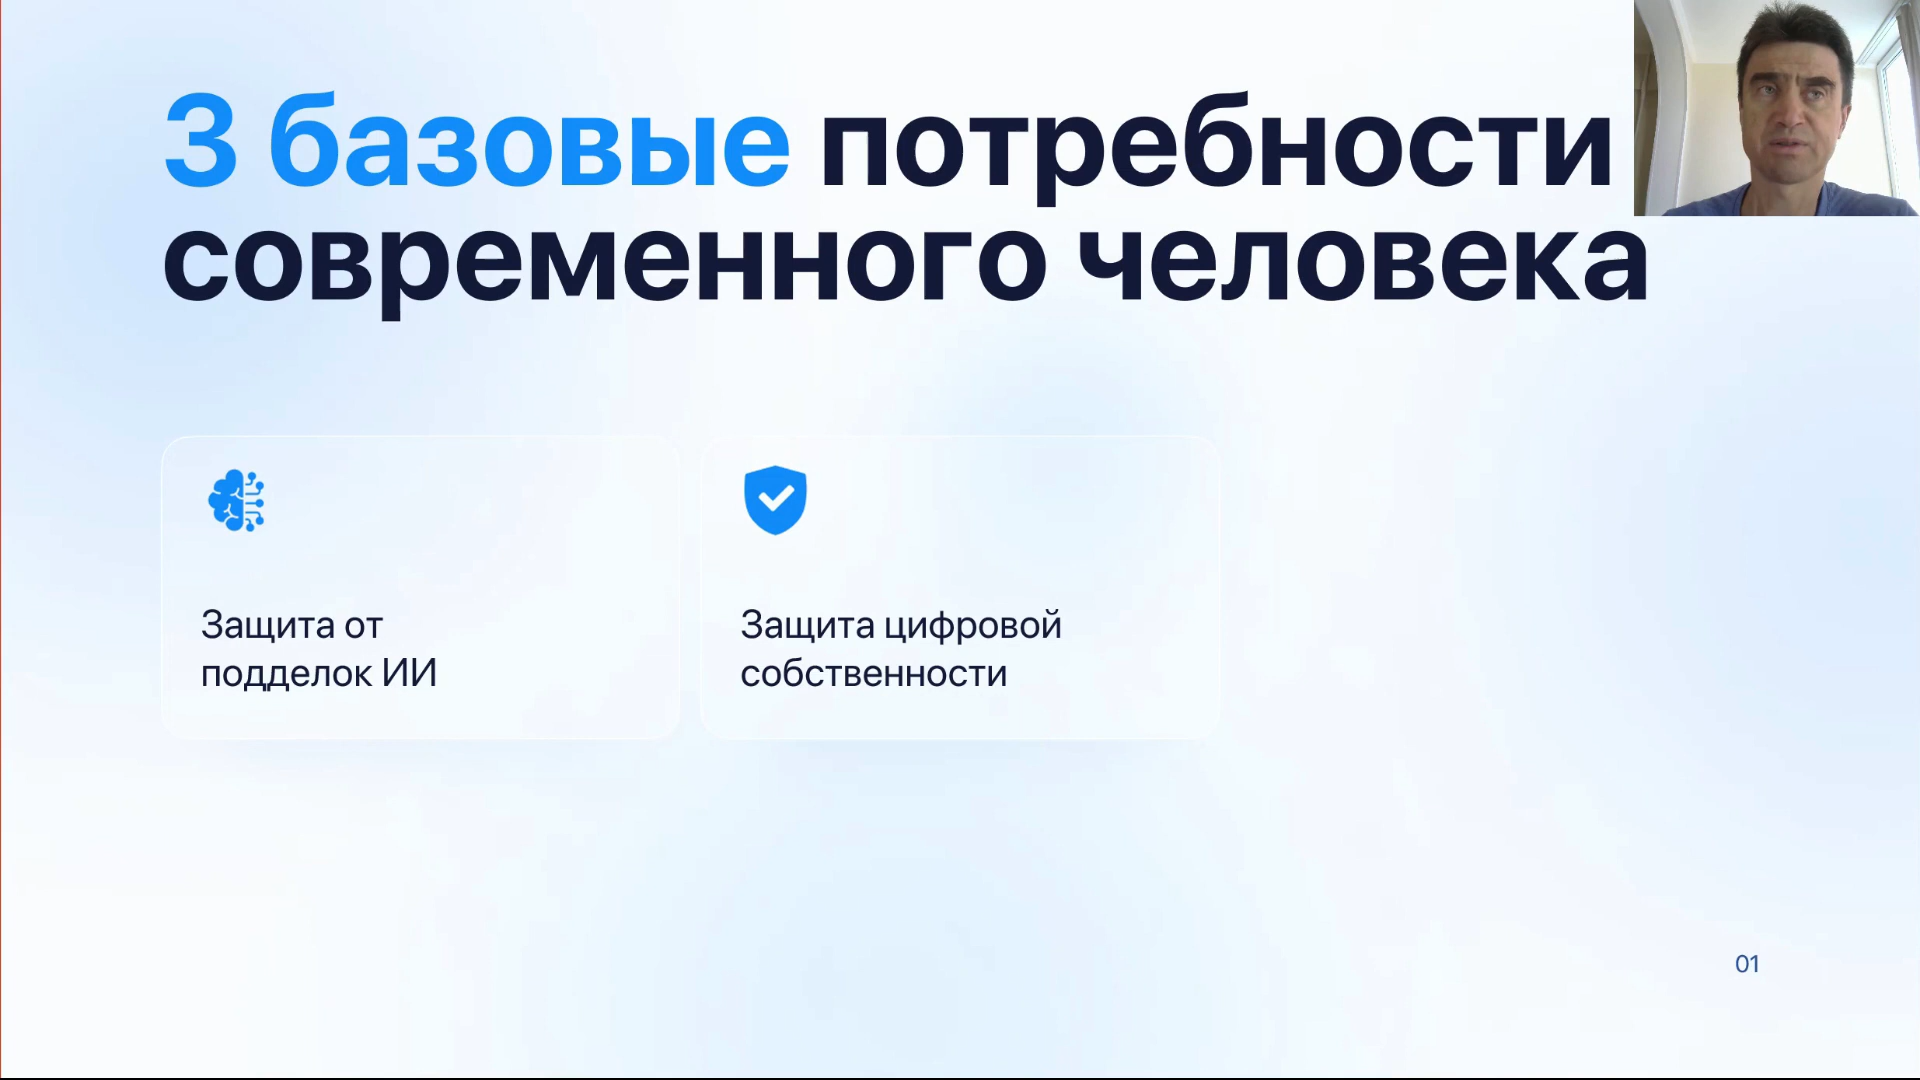 3 базовые потребности
современного человека
Защита от
подделок ИИ
Защита цифровой
собственности
01